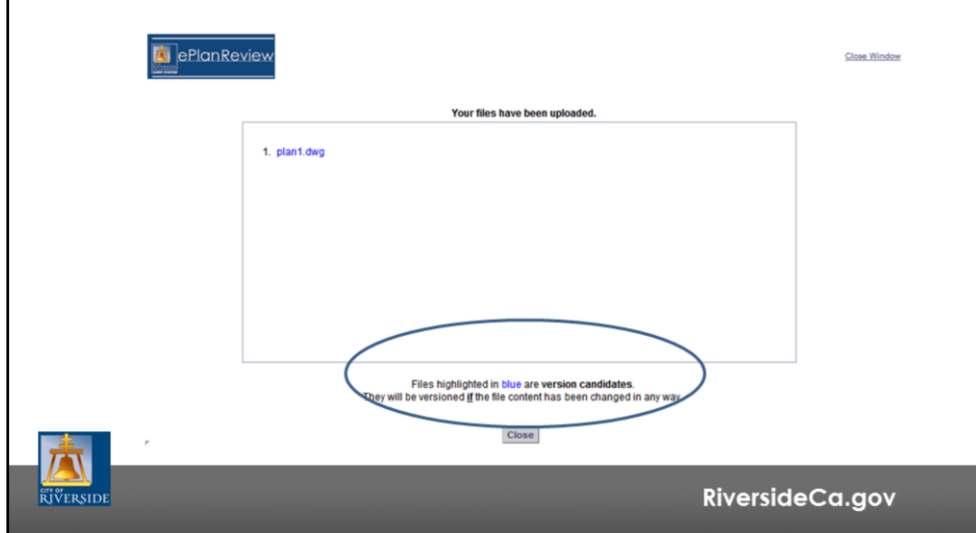 ePlanReview
Close Window
Your files have been uploaded.
1. plan1.dwg
Files highlighted in blue are version candidates.
They will be versioned if the file content has been changed in any way.
Close
CITY OF
RIVERSIDE
RiversideCa.gov